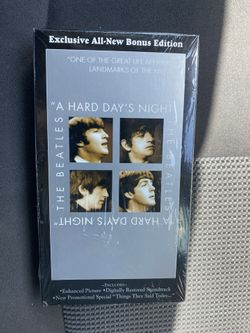 Exclusive All-New Bonus Edition
"ONE OF THE GREAT LIFE-AFFIRMING
LANDMARKS OF THE
"A HARD DAY'S NIGHT
THE BEATLES
THE BEATLES
"A HARD DAY'S
NIGHT"
—INCLUDES:—
•Enhanced Picture •Digitally Restored Soundtrack
•New Promotional Special "Things They Said Today..."